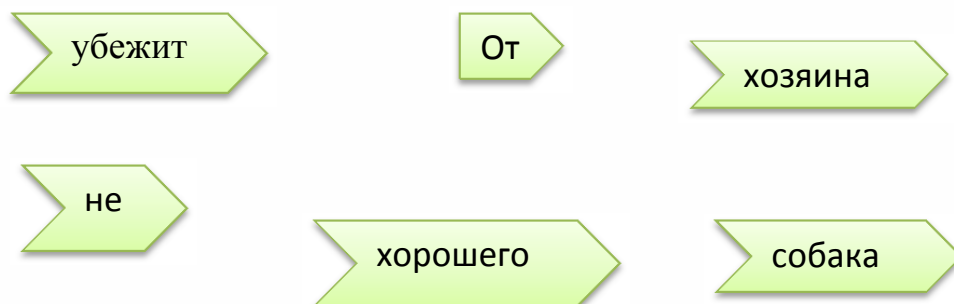 убежит
От
хозяина
не
хорошего
собака